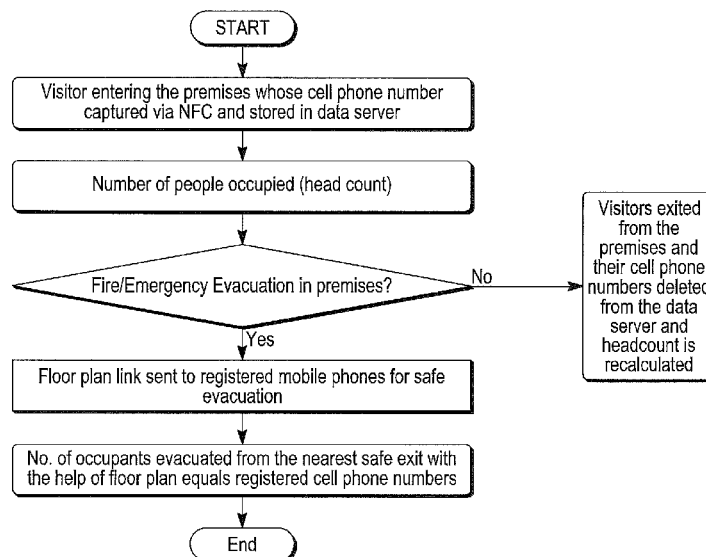 START
Visitor entering the premises whose cell phone number
captured via NFC and stored in data server
Number of people occupied (head count)
Fire/Emergency Evacuation in premises?
No
Visitors exited
from the
premises and
their cell phone
numbers deleted
from the data
server and
headcount is
recalculated
Yes
Floor plan link sent to registered mobile phones for safe
evacuation
No. of occupants evacuated from the nearest safe exit with
the help of floor plan equals registered cell phone numbers
End